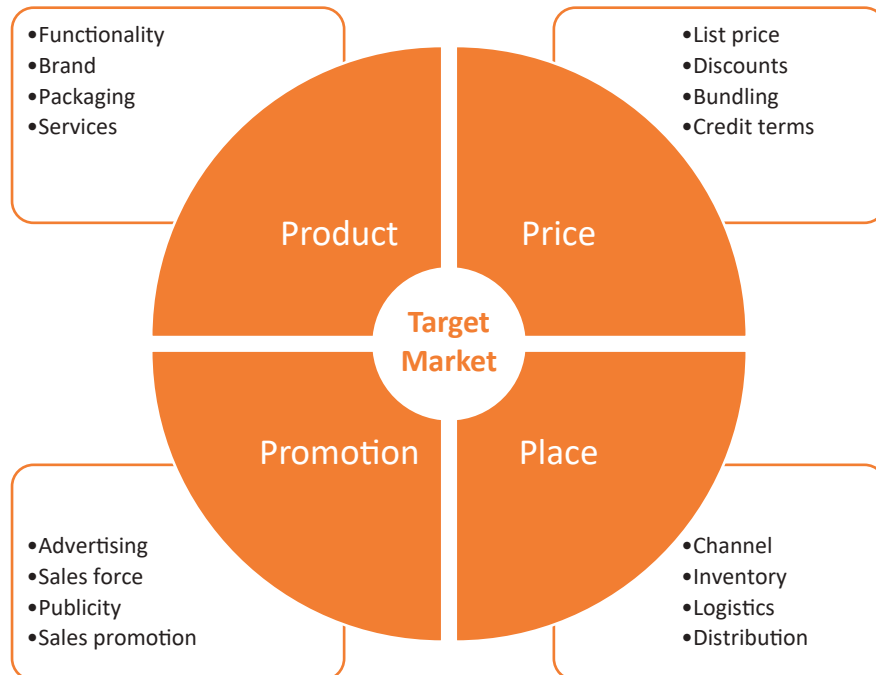 •Functionality
•Brand
•Packaging
•Services
•List price
•Discounts
•Bundling
•Credit terms
Product
Price
Target
Market
Promotion
Place
•Advertising
•Sales force
•Publicity
•Sales promotion
•Channel
•Inventory
•Logistics
•Distribution